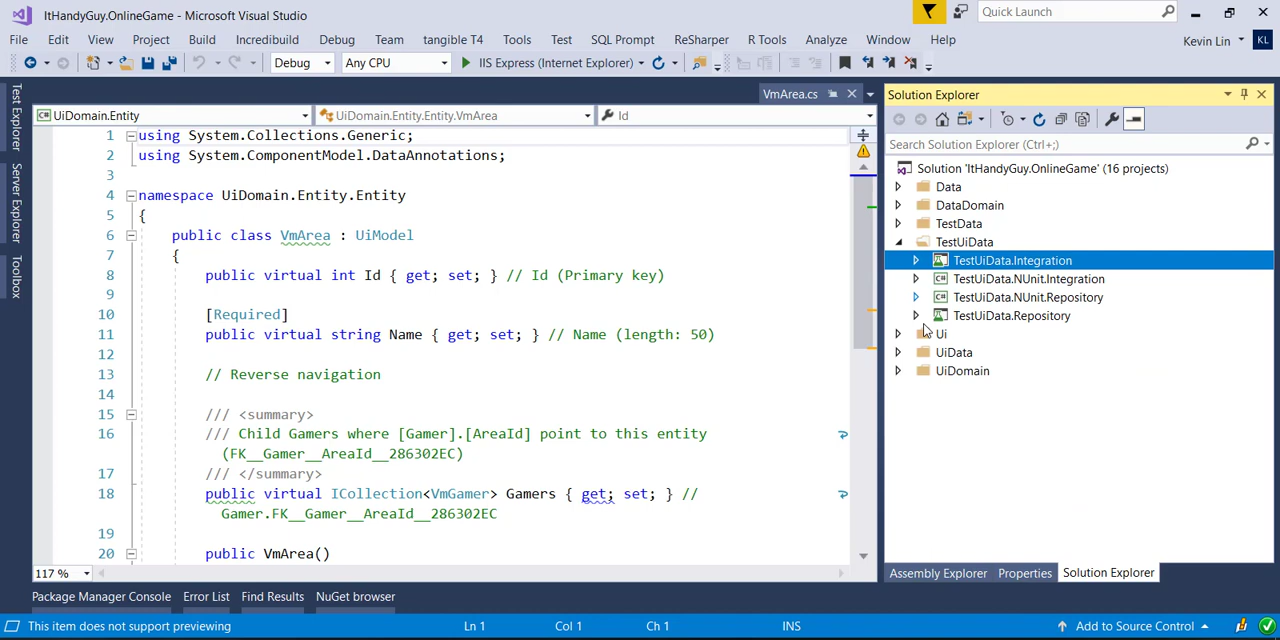 ItHandyGuy.OnlineGame - Microsoft Visual Studio
Quick Launch
File Edit View Project Build Incredibuild Debug Team tangible T4 Tools Test SQL Prompt ReSharper R Tools Analyze Window Help Kevin Lin KL
Debug Any CPU IIS Express (Internet Explorer)
Test Explorer
Server Explorer
Toolbox
VmArea.cs
UiDomain.Entity UiDomain.Entity.Entity.VmArea Id
1 using System.Collections.Generic;
2 using System.ComponentModel.DataAnnotations;
3
4 namespace UiDomain.Entity.Entity
5 {
6 public class VmArea : UiModel
7 {
8 public virtual int Id { get; set; } // Id (Primary key)
9
10 [Required]
11 public virtual string Name { get; set; } // Name (length: 50)
12
13 // Reverse navigation
14
15 /// <summary>
16 /// Child Gamers where [Gamer].[AreaId] point to this entity
(FK__Gamer__AreaId__286302EC)
17 /// </summary>
18 public virtual ICollection<VmGamer> Gamers { get; set; } //
Gamer.FK__Gamer__AreaId__286302EC
19
20 public VmArea()
117 %
Solution Explorer
Search Solution Explorer (Ctrl+;)
Solution 'ItHandyGuy.OnlineGame' (16 projects)
Data
DataDomain
TestData
TestUiData
TestUiData.Integration
TestUiData.NUnit.Integration
TestUiData.NUnit.Repository
TestUiData.Repository
Ui
UiData
UiDomain
Assembly Explorer Properties Solution Explorer
Package Manager Console Error List Find Results NuGet browser
This item does not support previewing Ln 1 Col 1 Ch 1 INS Add to Source Control